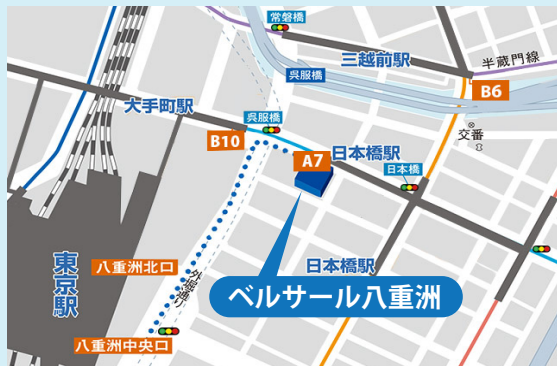 常磐橋
三越前駅
半蔵門線
呉服橋
B6
大手町駅
呉服橋
交番
B10
A7
日本橋駅
日本橋
東京駅
八重洲北口
外堀通り
日本橋駅
ベルサール八重洲
八重洲中央口